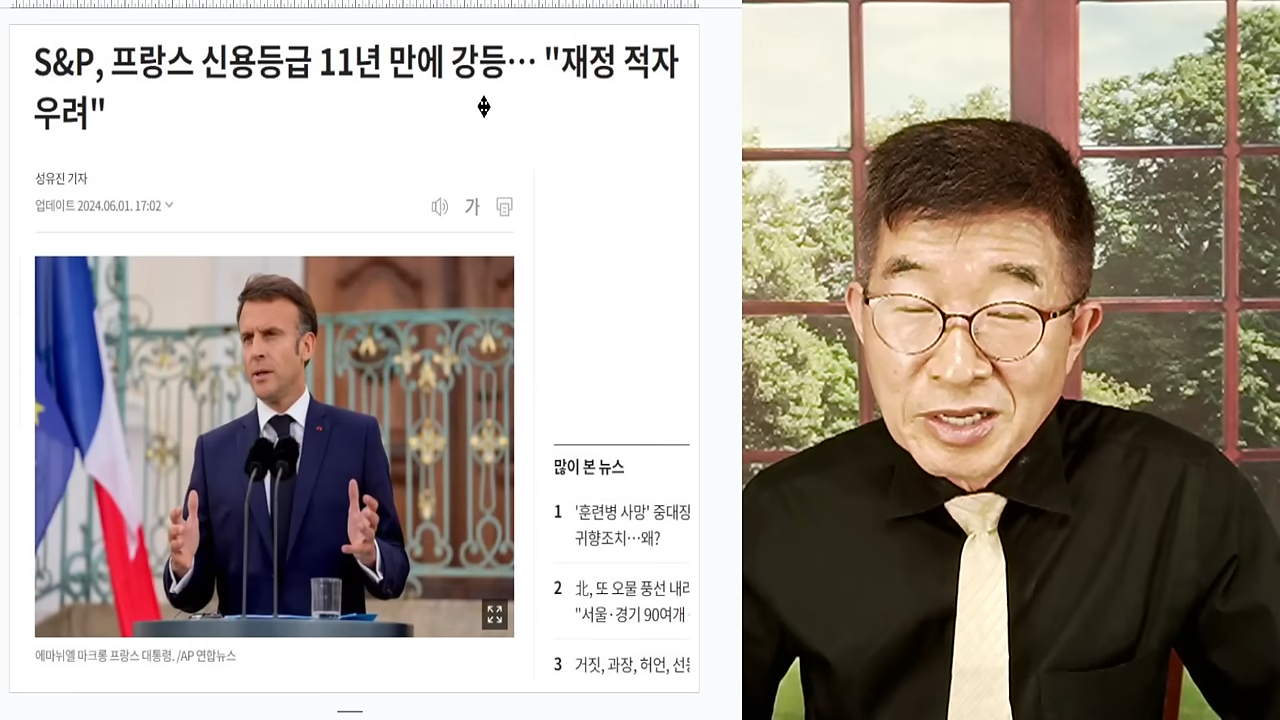 S&P, 프랑스 신용등급 11년 만에 강등… "재정 적자
우려"
성유진 기자
업데이트 2024.06.01. 17:02
가
많이 본 뉴스
1 '훈련병 사망' 중대장
귀향조치…왜?
2 北, 또 오물 풍선 내려
"서울·경기 90여개
3 거짓, 과장, 허언, 선동
에마뉘엘 마크롱 프랑스 대통령. /AP 연합뉴스